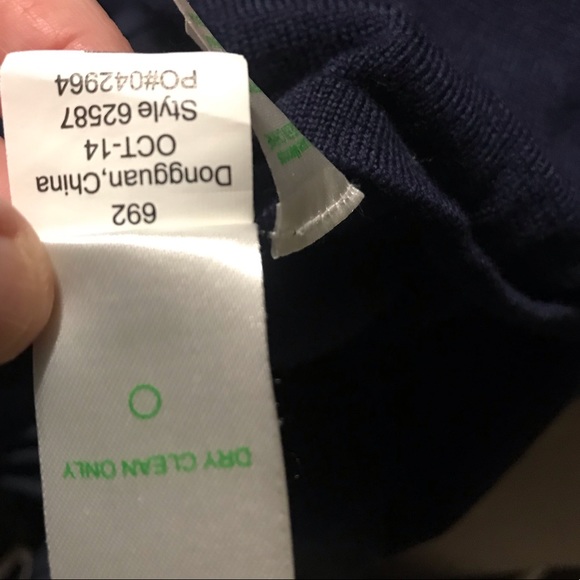 DRY CLEAN ONLY
692
Dongguan,China
OCT-14
Style 62587
PO#042964